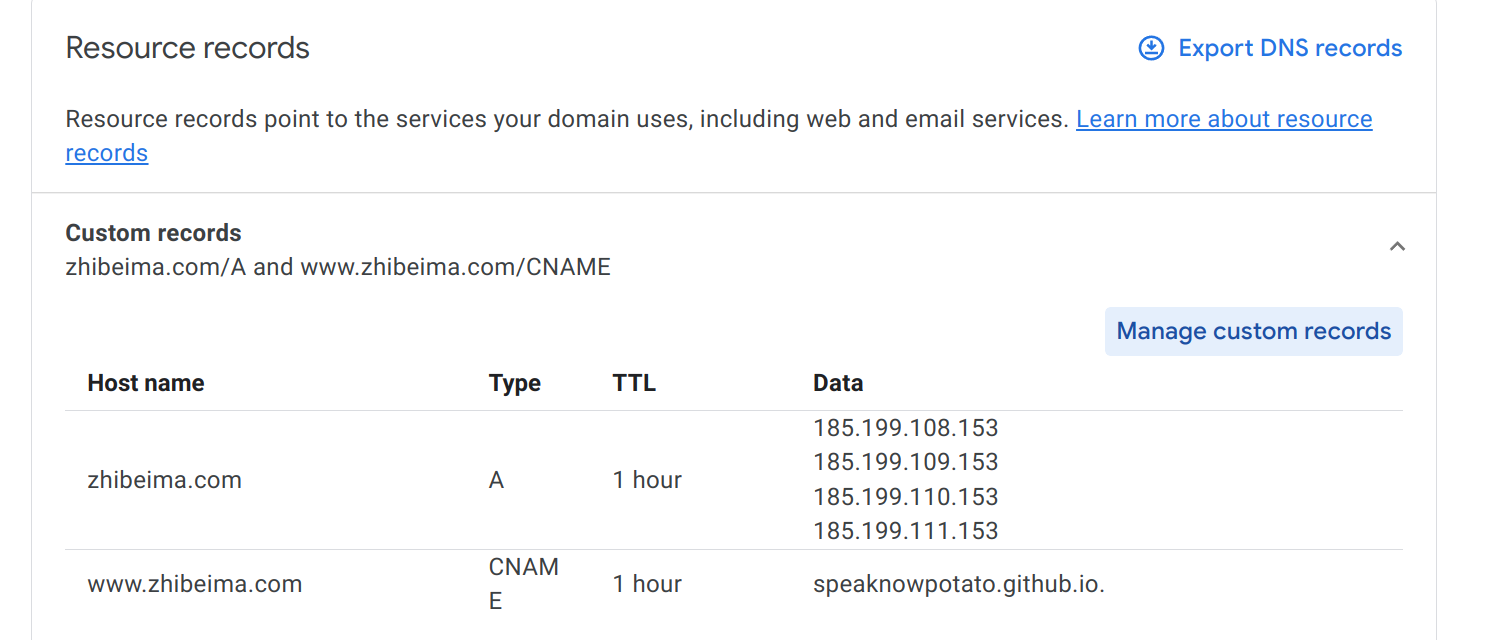 Resource records
Export DNS records
Resource records point to the services your domain uses, including web and email services. Learn more about resource
records
Custom records
zhibeima.com/A and www.zhibeima.com/CNAME
Manage custom records
Host name Type TTL Data
zhibeima.com A 1 hour
185.199.108.153
185.199.109.153
185.199.110.153
185.199.111.153
www.zhibeima.com
CNAM
E
1 hour
speaknowpotato.github.io.